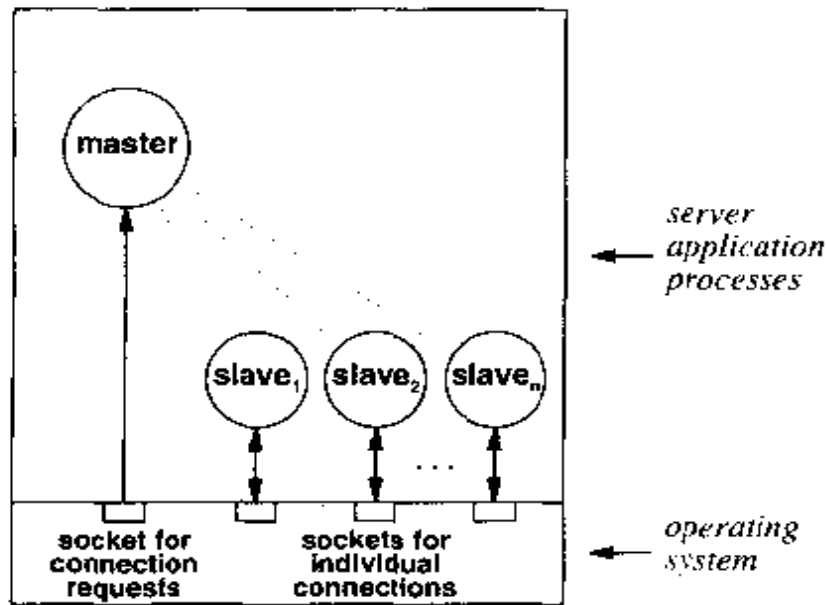 master
server
application
processes
slave₁ slave₂ slaveₙ
...
socket for
connection
requests
sockets for
individual
connections
operating
system